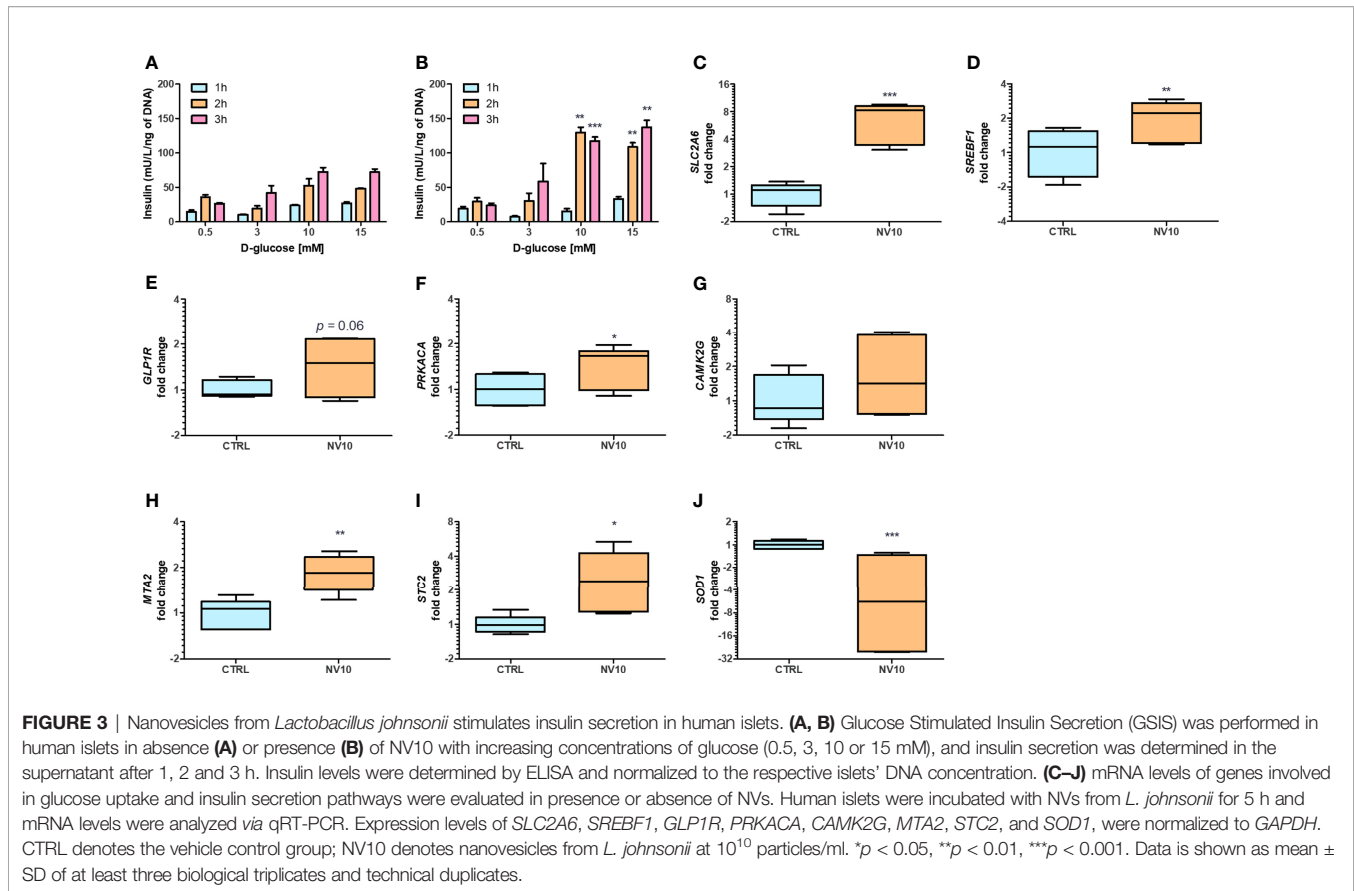 A
200
150
100
50
0
Insulin (mU/L/ng of DNA)
1h
2h
3h
0.5
3
10
15
D-glucose [mM]
B
200
150
100
50
0
Insulin (mU/L/ng of DNA)
1h
2h
3h
**
***
**
**
0.5
3
10
15
D-glucose [mM]
C
16
8
4
2
1
-2
SLC2A6
fold change
***
CTRL
NV10
D
4
2
1
-2
-4
SREBF1
fold change
**
CTRL
NV10
E
4
2
1
-2
GLP1R
fold change
p = 0.06
CTRL
NV10
F
4
2
1
-2
PRKACA
fold change
*
CTRL
NV10
G
8
4
2
1
-2
CAMK2G
fold change
CTRL
NV10
H
4
2
1
-2
MTA2
fold change
**
CTRL
NV10
I
8
4
2
1
-2
STC2
fold change
*
CTRL
NV10
J
2
1
-2
-4
-8
-16
-32
SOD1
fold change
***
CTRL
NV10
FIGURE 3 | Nanovesicles from Lactobacillus johnsonii stimulates insulin secretion in human islets. (A, B) Glucose Stimulated Insulin Secretion (GSIS) was performed in
human islets in absence (A) or presence (B) of NV10 with increasing concentrations of glucose (0.5, 3, 10 or 15 mM), and insulin secretion was determined in the
supernatant after 1, 2 and 3 h. Insulin levels were determined by ELISA and normalized to the respective islets' DNA concentration. (C–J) mRNA levels of genes involved
in glucose uptake and insulin secretion pathways were evaluated in presence or absence of NVs. Human islets were incubated with NVs from L. johnsonii for 5 h and
mRNA levels were analyzed via qRT-PCR. Expression levels of SLC2A6, SREBF1, GLP1R, PRKACA, CAMK2G, MTA2, STC2, and SOD1, were normalized to GAPDH.
CTRL denotes the vehicle control group; NV10 denotes nanovesicles from L. johnsonii at 10¹⁰ particles/ml. *p < 0.05, **p < 0.01, ***p < 0.001. Data is shown as mean ±
SD of at least three biological triplicates and technical duplicates.